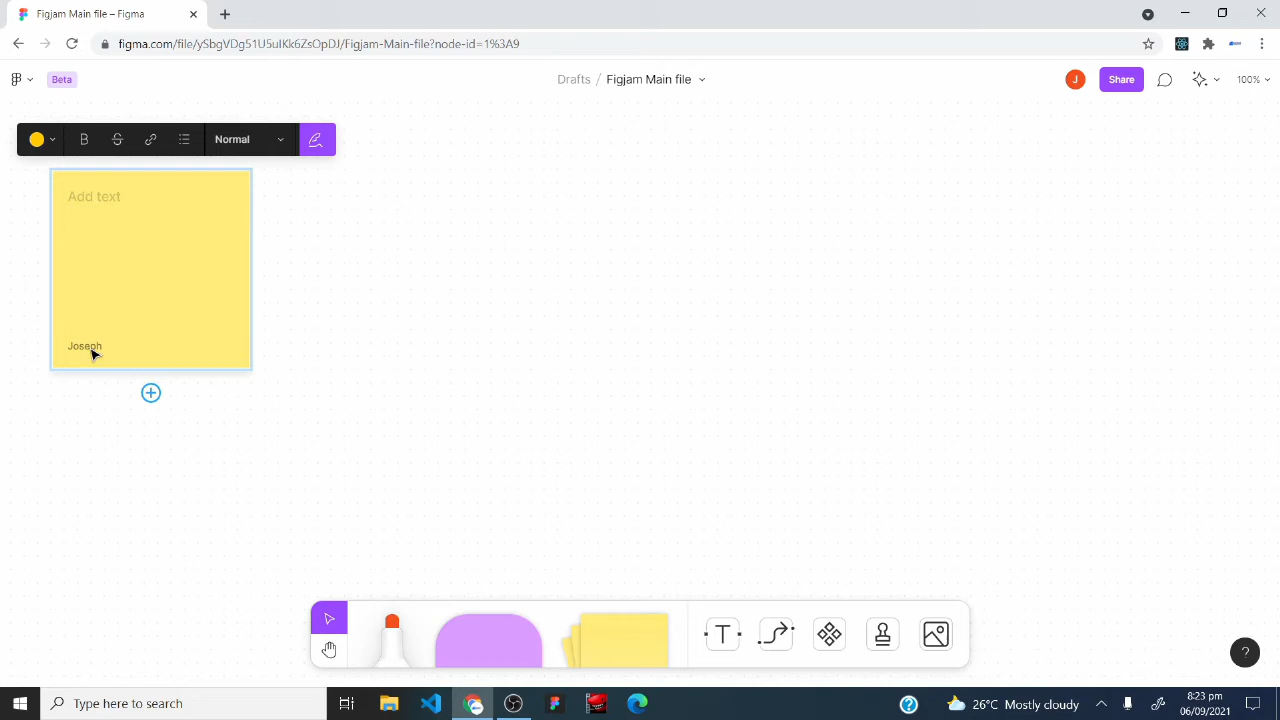 Figjam Main file – Figma
figma.com/file/ySbgVDg51U5uIKk6ZsOpDJ/Figjam-Main-file?node-id=1%3A9
Beta
Drafts / Figjam Main file
J
Share
100%
B
S
Normal
Add text
Joseph
T
?
Type here to search
?
26°C Mostly cloudy
8:23 pm
06/09/2021